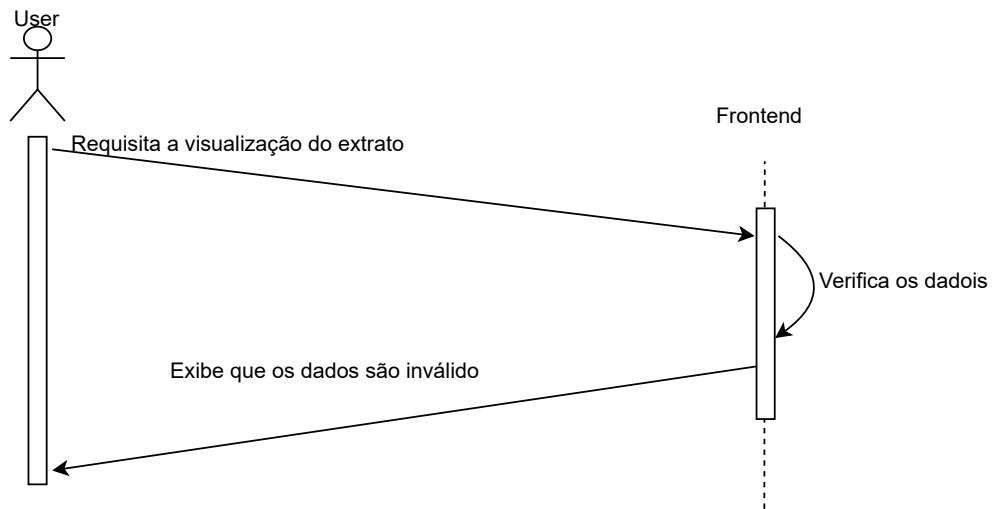 User
Frontend
Requisita a visualização do extrato
Verifica os dadois
Exibe que os dados são inválido